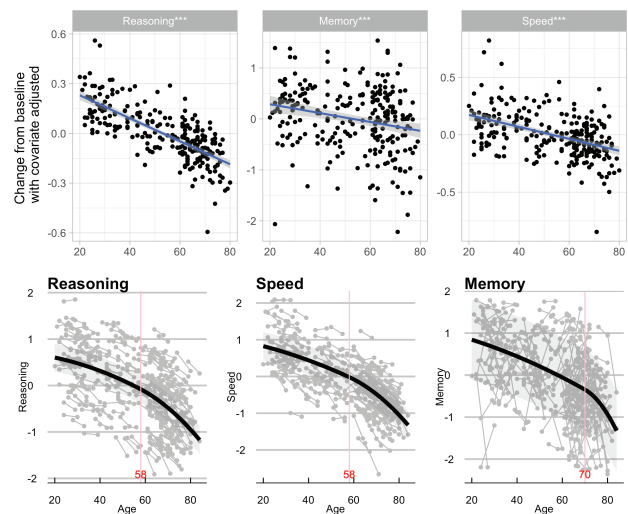 Reasoning*** Memory*** Speed***
Change from baseline
with covariate adjusted
0.6
0.3
0.0
-0.3
-0.6
1
0
-1
-2
0.5
0.0
-0.5
20 40 60 80 20 40 60 80 20 40 60 80
Reasoning Speed Memory
Reasoning
2
1
0
-1
-2
58
20 40 60 80
Age
Speed
2
1
0
-1
-2
58
20 40 60 80
Age
Memory
2
1
0
-1
-2
70
20 40 60 80
Age